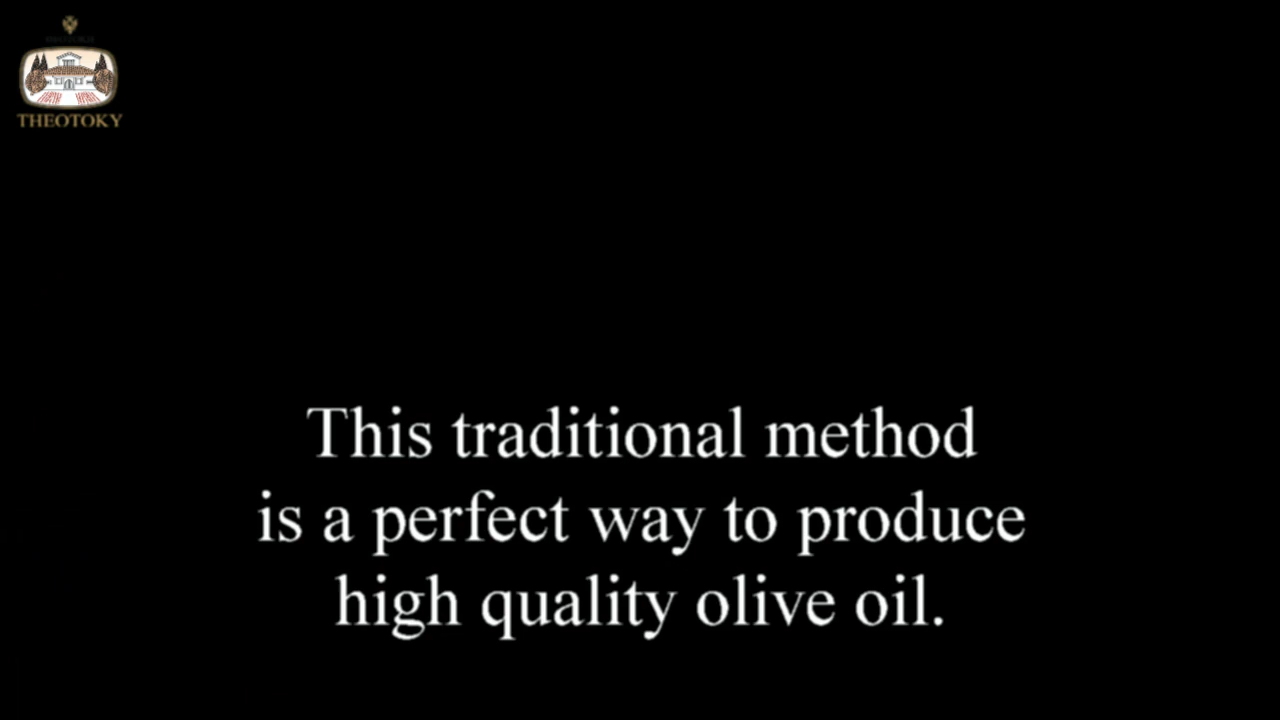 THEOTOKY
This traditional method
is a perfect way to produce
high quality olive oil.